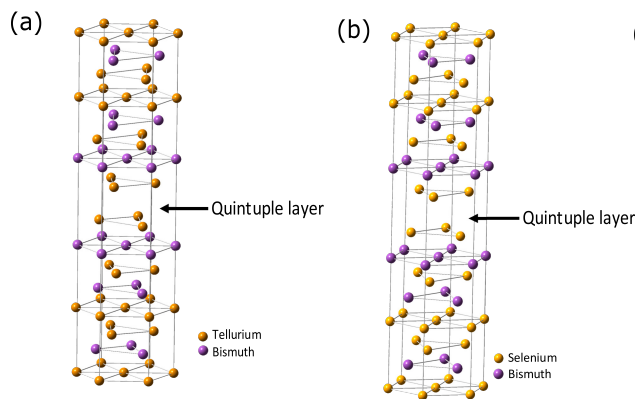 (a)
Quintuple layer
Tellurium
Bismuth
(b)
Quintuple layer
Selenium
Bismuth
(